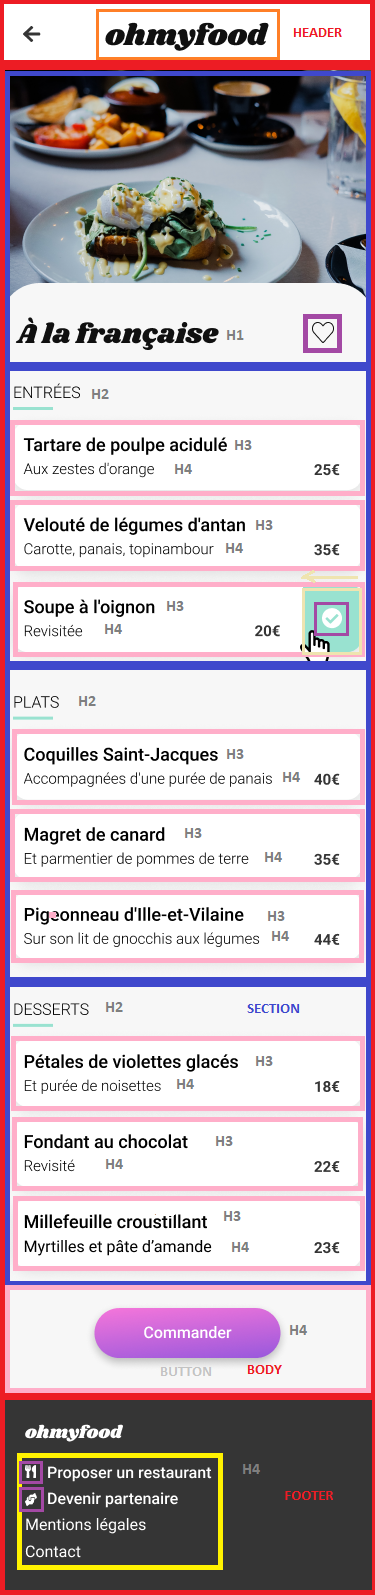 ohmyfood HEADER
À la française H1
ENTRÉES H2
Tartare de poulpe acidulé H3
Aux zestes d'orange H4 25€
Velouté de légumes d'antan H3
Carotte, panais, topinambour H4 35€
Soupe à l'oignon H3
Revisitée H4 20€
PLATS H2
Coquilles Saint-Jacques H3
Accompagnées d'une purée de panais H4 40€
Magret de canard H3
Et parmentier de pommes de terre H4 35€
Pigeonneau d'Ille-et-Vilaine H3
Sur son lit de gnocchis aux légumes H4 44€
DESSERTS H2 SECTION
Pétales de violettes glacés H3
Et purée de noisettes H4 18€
Fondant au chocolat H3
Revisité H4 22€
Millefeuille croustillant H3
Myrtilles et pâte d’amande H4 23€
Commander H4
BUTTON BODY
ohmyfood
Proposer un restaurant H4
Devenir partenaire FOOTER
Mentions légales
Contact